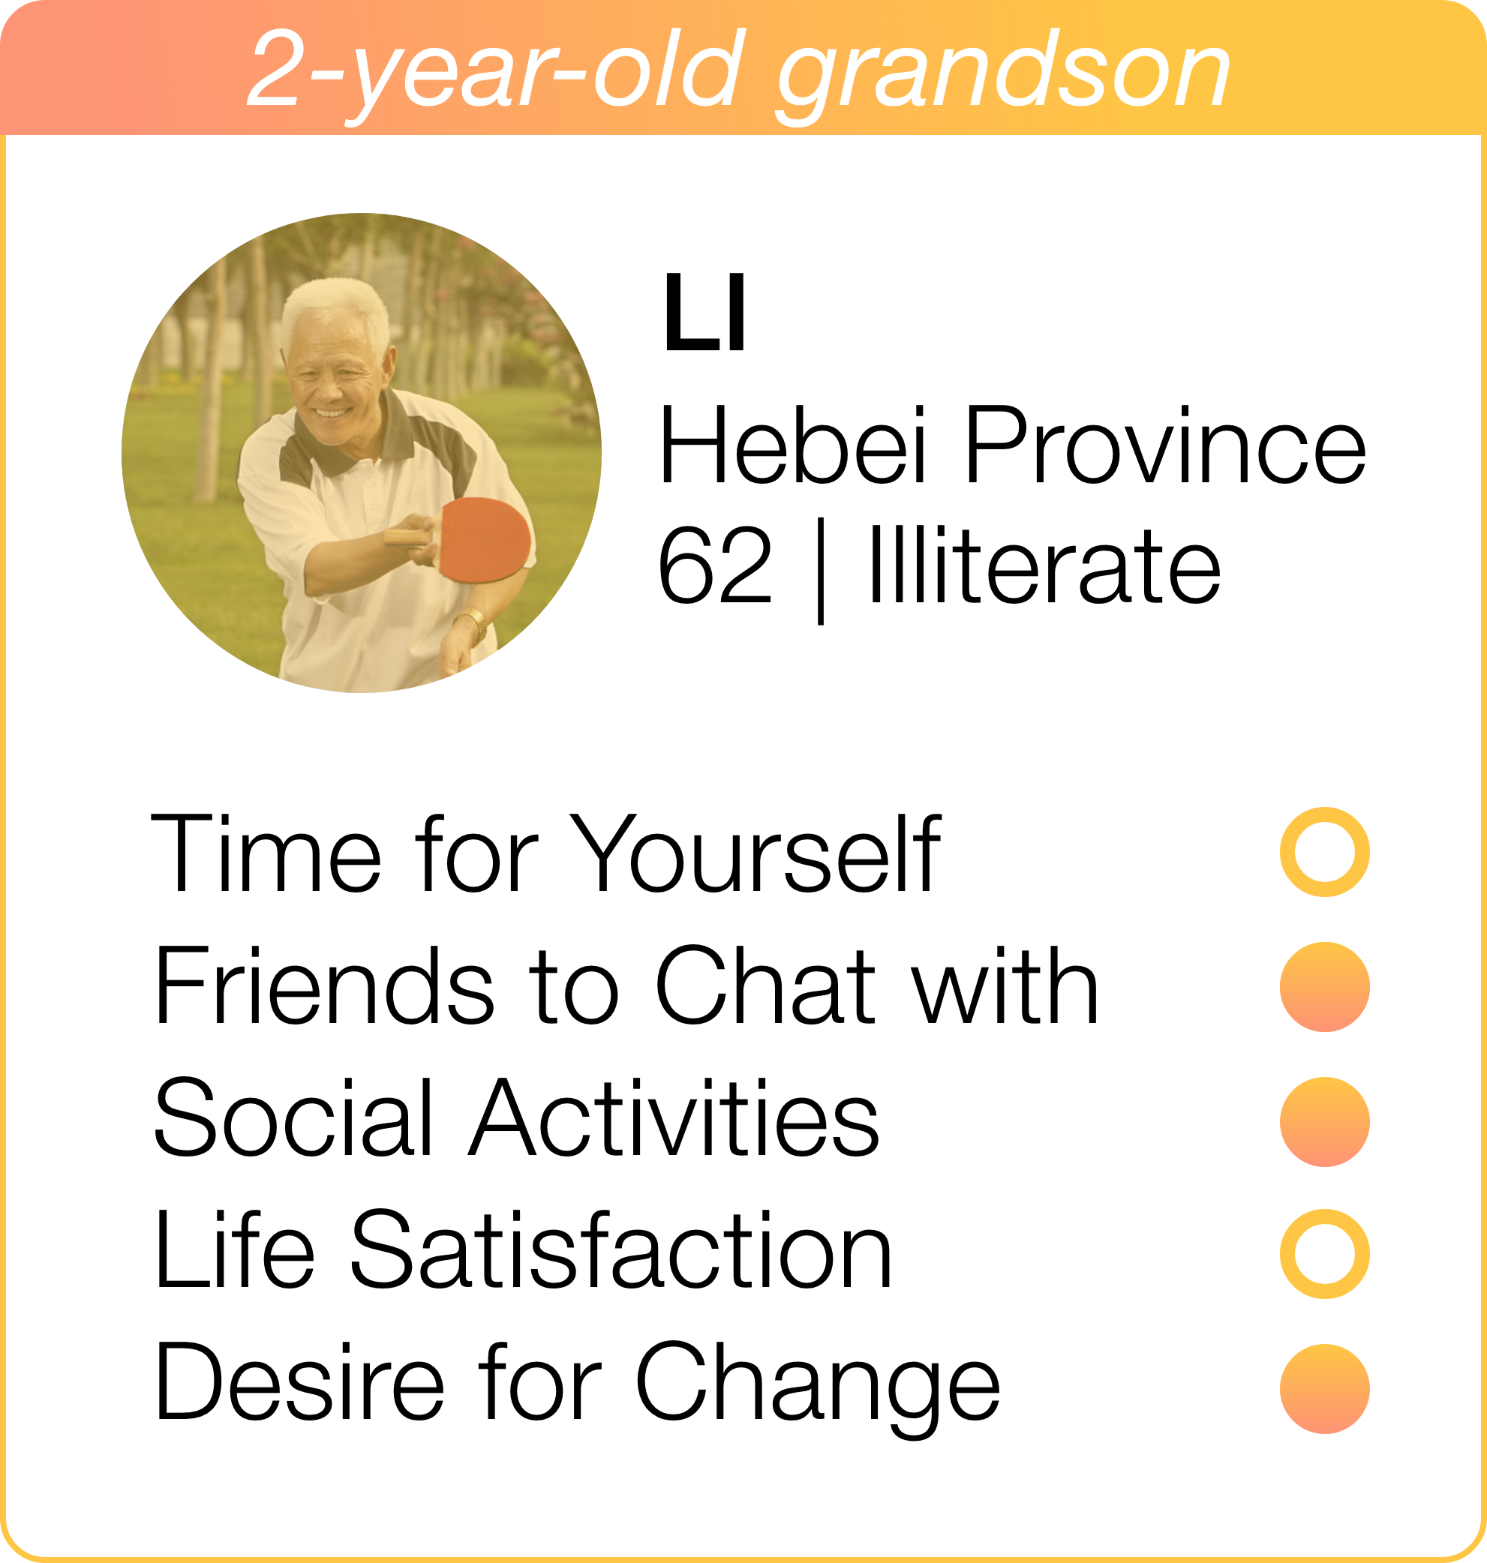 2-year-old grandson
LI
Hebei Province
62 | Illiterate
Time for Yourself
Friends to Chat with
Social Activities
Life Satisfaction
Desire for Change